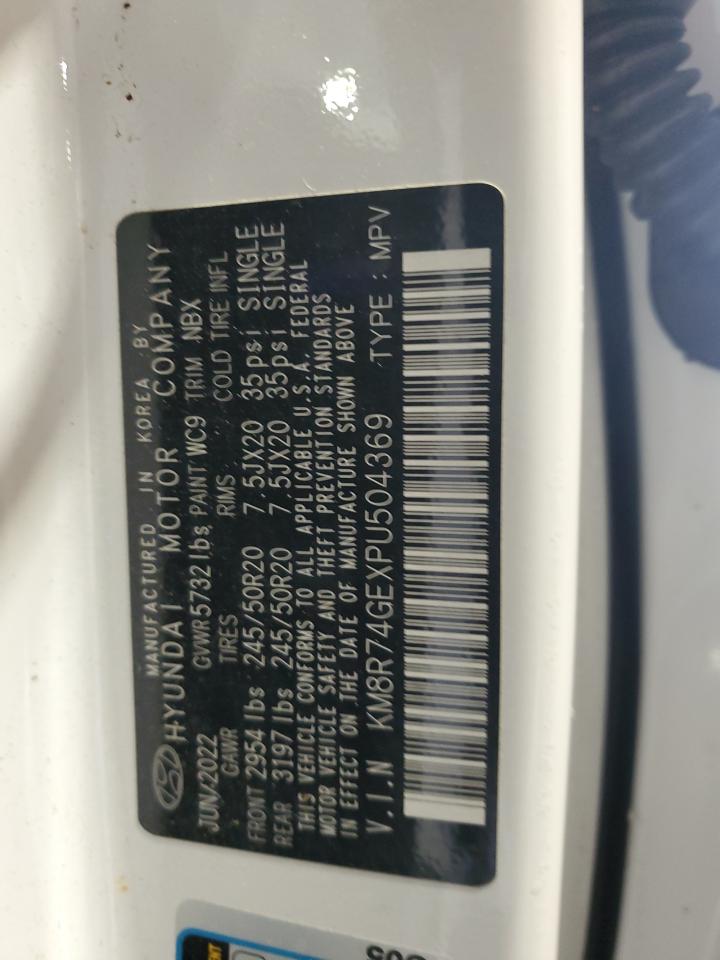 MANUFACTURED IN KOREA BY
HYUNDAI MOTOR COMPANY
JUN/2022 GVWR 5732 lbs PAINT WC9 TRIM NBX
GAWR TIRES RIMS COLD TIRE INFL
FRONT 2954 lbs 245/50R20 7.5JX20 35psi SINGLE
REAR 3197 lbs 245/50R20 7.5JX20 35psi SINGLE
THIS VEHICLE CONFORMS TO ALL APPLICABLE U.S.A. FEDERAL
MOTOR VEHICLE SAFETY AND THEFT PREVENTION STANDARDS
IN EFFECT ON THE DATE OF MANUFACTURE SHOWN ABOVE
V.I.N KM8R74GEXPU504369 TYPE : MPV